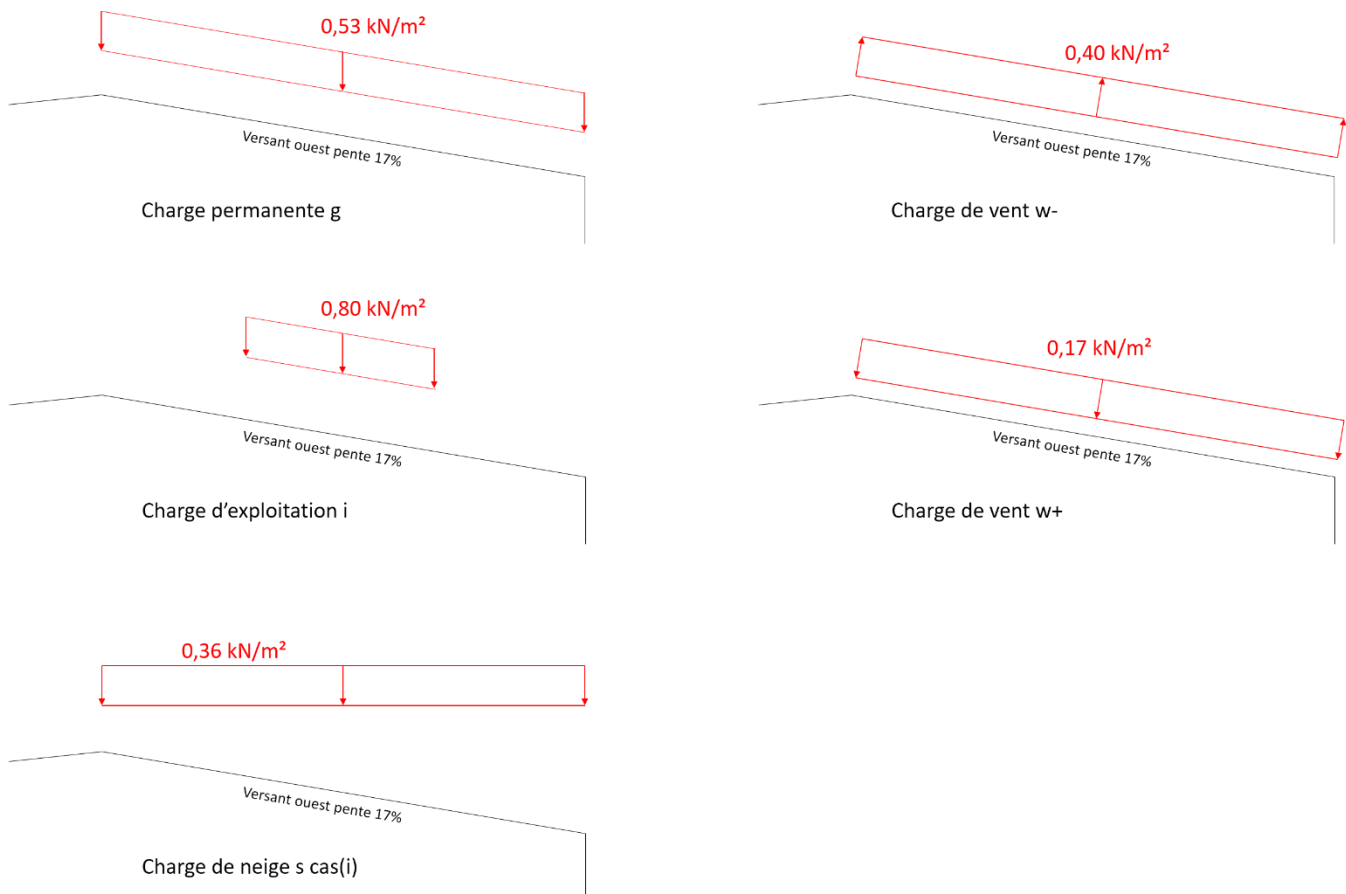 0,53 kN/m²
Versant ouest pente 17%
Charge permanente g
0,40 kN/m²
Versant ouest pente 17%
Charge de vent w-
0,80 kN/m²
Versant ouest pente 17%
Charge d’exploitation i
0,17 kN/m²
Versant ouest pente 17%
Charge de vent w+
0,36 kN/m²
Versant ouest pente 17%
Charge de neige s cas(i)